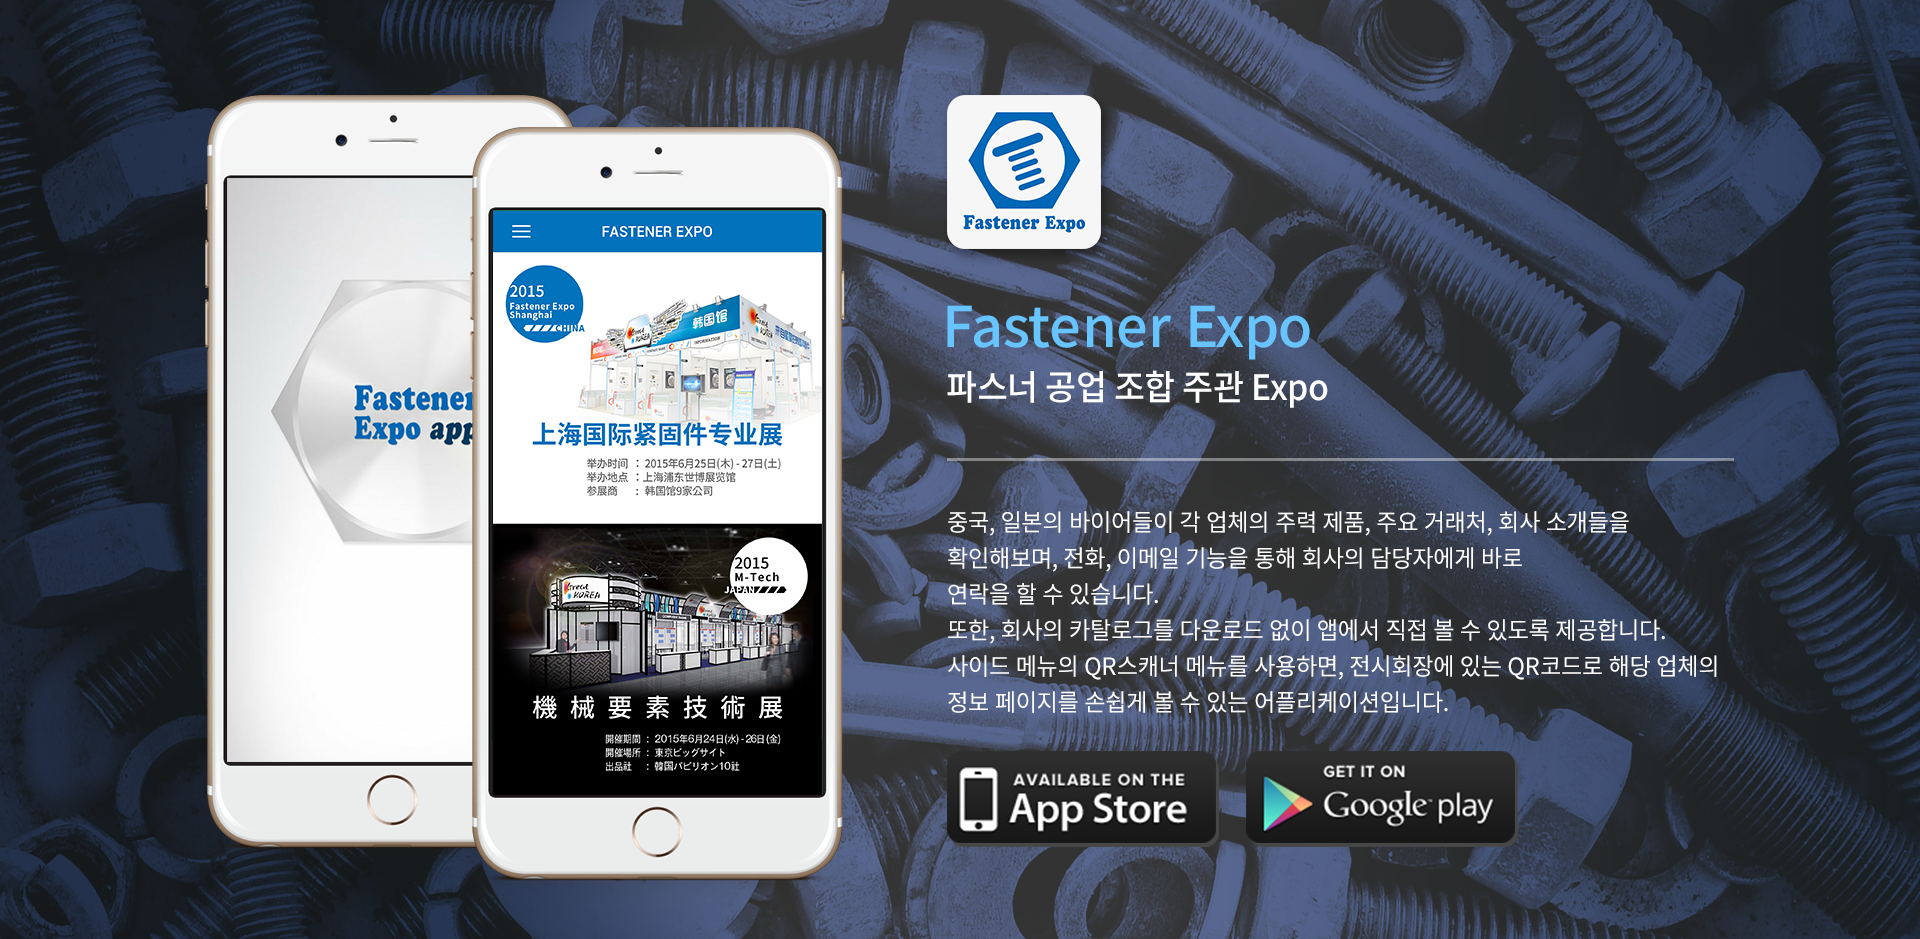 Fastener
Expo app
FASTENER EXPO
2015
Fastener Expo
Shanghai
CHINA
韩国馆
上海国际紧固件专业展
举办时间 : 2015年6月25日(木) - 27日(土)
举办地点 : 上海浦东世博展览馆
参展商 : 韩国馆9家公司
2015
M-Tech
JAPAN
機械要素技術展
開催期間 : 2015年6月24日(水) - 26日(金)
開催場所 : 東京ビッグサイト
出品社 : 韓国パビリオン10社
Fastener Expo
Fastener Expo
파스너 공업 조합 주관 Expo
중국, 일본의 바이어들이 각 업체의 주력 제품, 주요 거래처, 회사 소개들을
확인해보며, 전화, 이메일 기능을 통해 회사의 담당자에게 바로
연락을 할 수 있습니다.
또한, 회사의 카탈로그를 다운로드 없이 앱에서 직접 볼 수 있도록 제공합니다.
사이드 메뉴의 QR스캐너 메뉴를 사용하면, 전시회장에 있는 QR코드로 해당 업체의
정보 페이지를 손쉽게 볼 수 있는 어플리케이션입니다.
AVAILABLE ON THE
App Store
GET IT ON
Google play